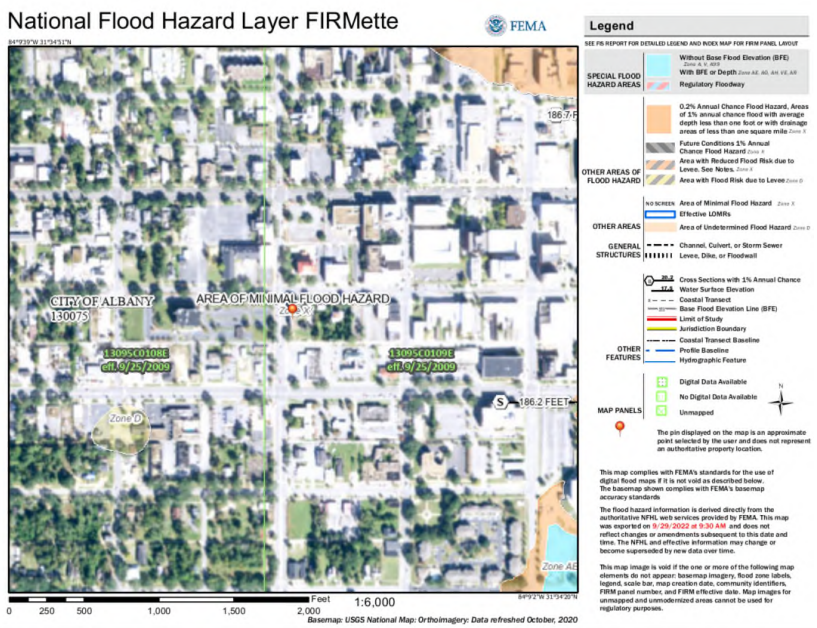 National Flood Hazard Layer FIRMette
FEMA
84°9'39"W 31°34'51"N
186.7 F
CITY OF ALBANY
130075
AREA OF MINIMAL FLOOD HAZARD
Zone X
13095C0108E
eff. 9/25/2009
13095C0109E
eff. 9/25/2009
S
186.2 FEET
Zone D
Zone AE
84°9'2"W 31°34'20"N
Feet
1:6,000
0
250
500
1,000
1,500
2,000
Basemap: USGS National Map: Orthoimagery: Data refreshed October, 2020
Legend
SEE FIS REPORT FOR DETAILED LEGEND AND INDEX MAP FOR FIRM PANEL LAYOUT
SPECIAL FLOOD
HAZARD AREAS
Without Base Flood Elevation (BFE)
Zone A, V, A99
With BFE or Depth Zone AE, AO, AH, VE, AR
Regulatory Floodway
OTHER AREAS OF
FLOOD HAZARD
0.2% Annual Chance Flood Hazard, Areas
of 1% annual chance flood with average
depth less than one foot or with drainage
areas of less than one square mile Zone X
Future Conditions 1% Annual
Chance Flood Hazard Zone X
Area with Reduced Flood Risk due to
Levee. See Notes. Zone X
Area with Flood Risk due to Levee Zone D
OTHER AREAS
NO SCREEN Area of Minimal Flood Hazard Zone X
Effective LOMRs
Area of Undetermined Flood Hazard Zone D
GENERAL
STRUCTURES
Channel, Culvert, or Storm Sewer
Levee, Dike, or Floodwall
OTHER
FEATURES
20.2
Cross Sections with 1% Annual Chance
17.5
Water Surface Elevation
Coastal Transect
Base Flood Elevation Line (BFE)
Limit of Study
Jurisdiction Boundary
Coastal Transect Baseline
Profile Baseline
Hydrographic Feature
MAP PANELS
Digital Data Available
No Digital Data Available
Unmapped
N
The pin displayed on the map is an approximate
point selected by the user and does not represent
an authoritative property location.
This map complies with FEMA's standards for the use of
digital flood maps if it is not void as described below.
The basemap shown complies with FEMA's basemap
accuracy standards
The flood hazard information is derived directly from the
authoritative NFHL web services provided by FEMA. This map
was exported on 9/29/2022 at 9:30 AM and does not
reflect changes or amendments subsequent to this date and
time. The NFHL and effective information may change or
become superseded by new data over time.
This map image is void if the one or more of the following map
elements do not appear: basemap imagery, flood zone labels,
legend, scale bar, map creation date, community identifiers,
FIRM panel number, and FIRM effective date. Map images for
unmapped and unmodernized areas cannot be used for
regulatory purposes.